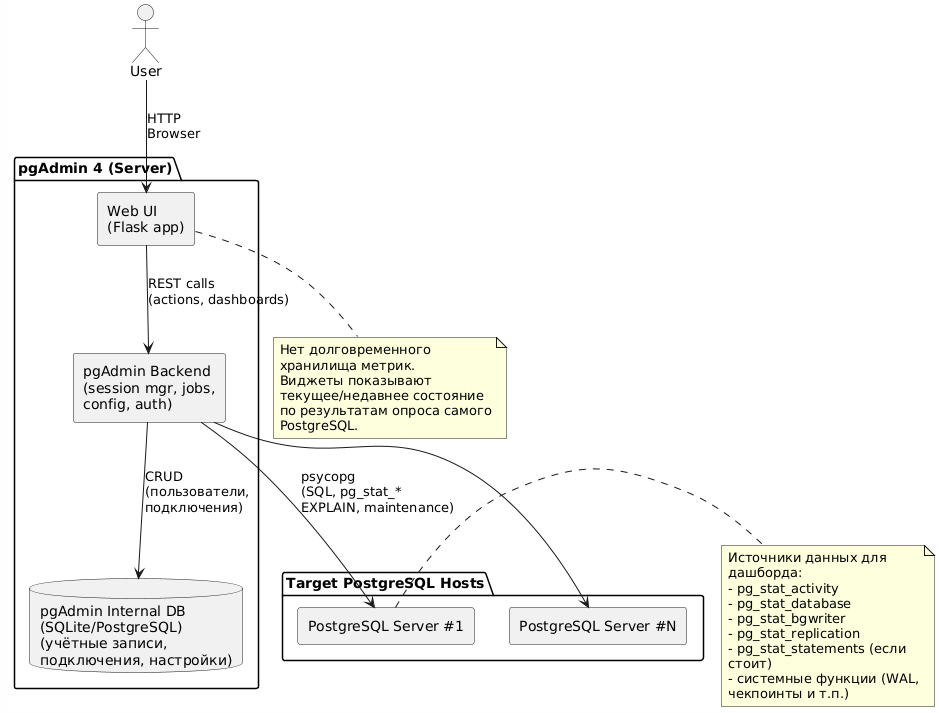 User
HTTP
Browser
pgAdmin 4 (Server)
Web UI
(Flask app)
REST calls
(actions, dashboards)
Нет долговременного
хранилища метрик.
Виджеты показывают
текущее/недавнее состояние
по результатам опроса самого
PostgreSQL.
pgAdmin Backend
(session mgr, jobs,
config, auth)
CRUD
(пользователи,
подключения)
psycopg
(SQL, pg_stat_*
EXPLAIN, maintenance)
Источники данных для
дашборда:
- pg_stat_activity
- pg_stat_database
- pg_stat_bgwriter
- pg_stat_replication
- pg_stat_statements (если
стоит)
- системные функции (WAL,
чекпоинты и т.п.)
pgAdmin Internal DB
(SQLite/PostgreSQL)
(учётные записи,
подключения, настройки)
Target PostgreSQL Hosts
PostgreSQL Server #1
PostgreSQL Server #N